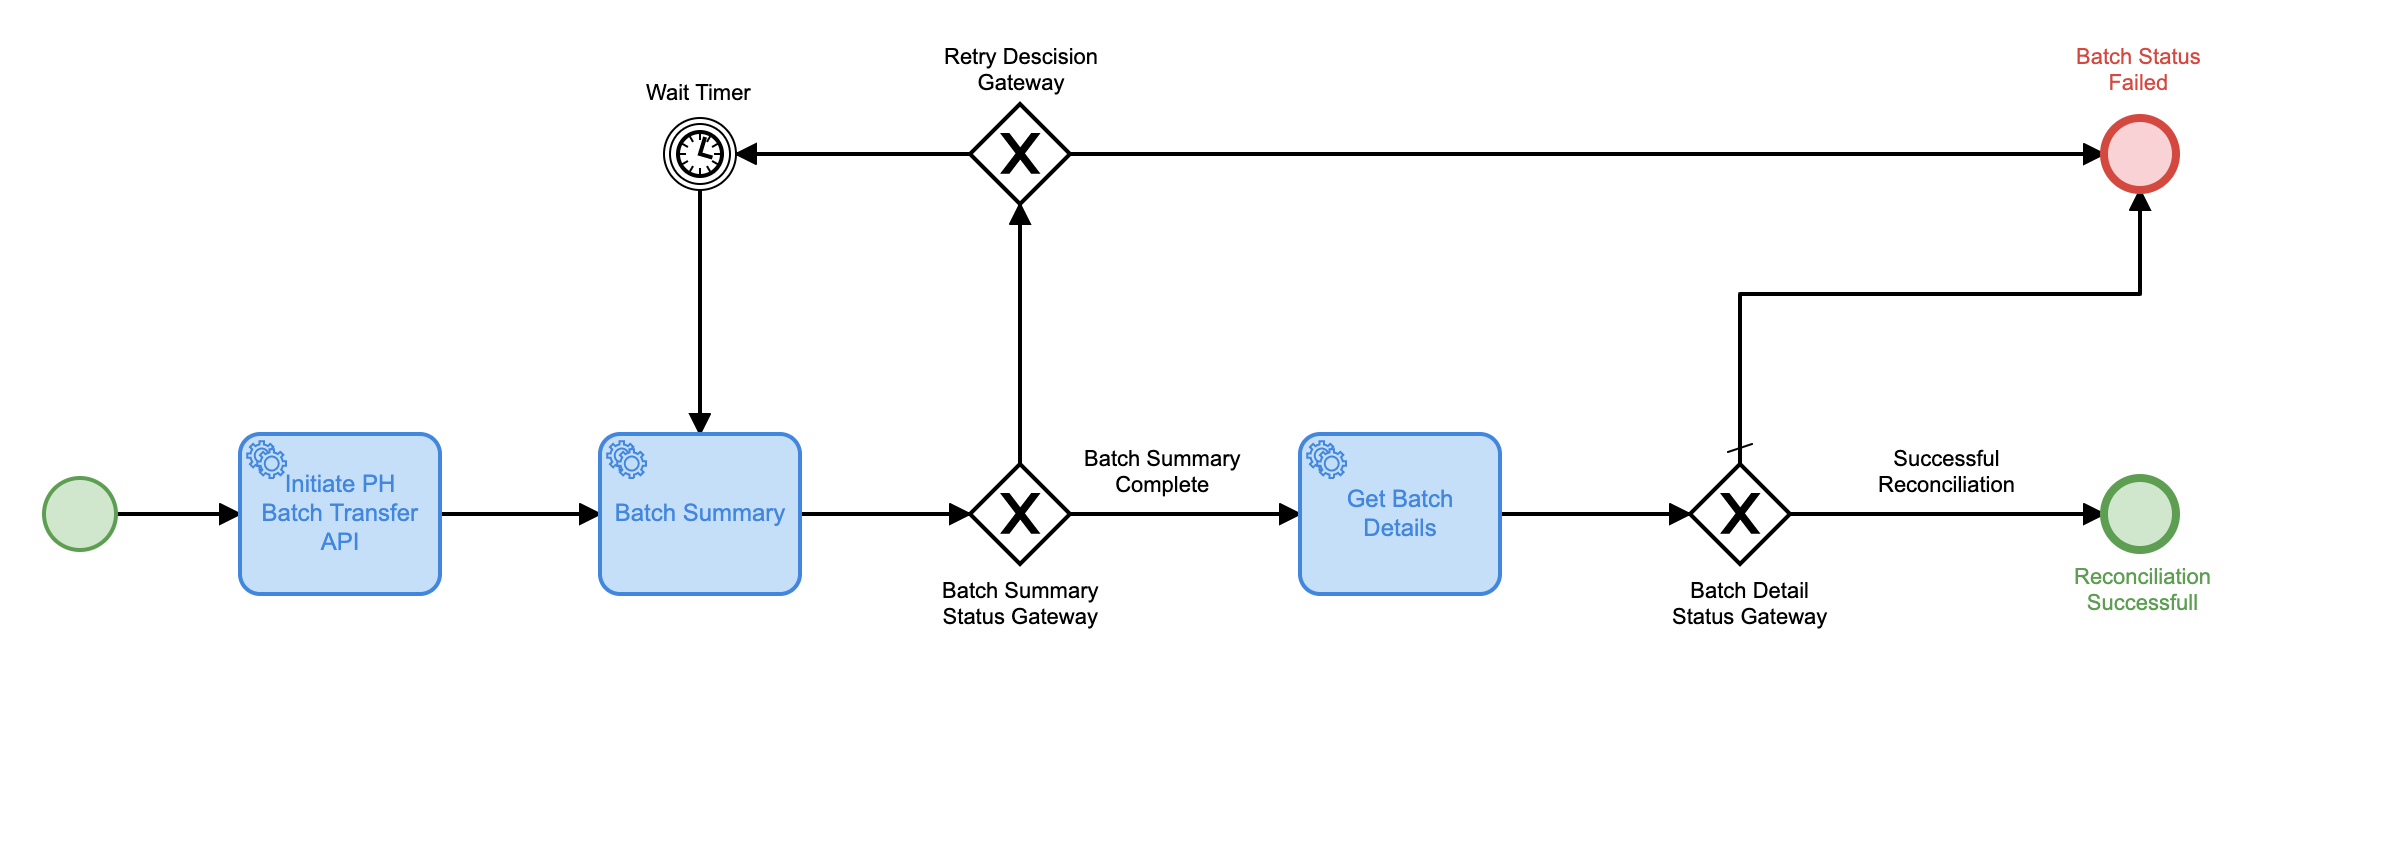 Retry Descision
Gateway
Batch Status
Failed
Wait Timer
Initiate PH
Batch Transfer
API
Batch Summary
Batch Summary
Complete
Get Batch
Details
Successful
Reconciliation
Batch Summary
Status Gateway
Batch Detail
Status Gateway
Reconciliation
Successfull